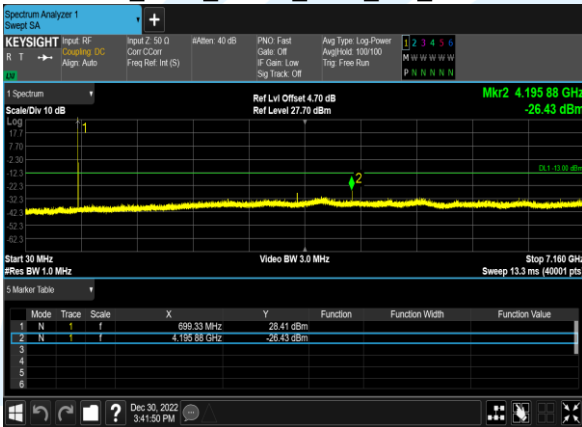 Spectrum Analyzer 1
Swept SA
+
KEYSIGHT Input: RF Input Z: 50 Ω #Atten: 40 dB PNO: Fast Avg Type: Log-Power 1 2 3 4 5 6
R T Coupling: DC Corr CCorr Gate: Off Avg|Hold: 100/100 M W W W W W
Align: Auto Freq Ref: Int (S) IF Gain: Low Trig: Free Run
LXI Sig Track: Off P N N N N N
1 Spectrum Ref Lvl Offset 4.70 dB Mkr2 4.195 88 GHz
Scale/Div 10 dB Ref Level 27.70 dBm -26.43 dBm
Log
17.7 1
7.70
-2.30
-12.3 DL1 -13.00 dBm
-22.3 2
-32.3
-42.3
-52.3
-62.3
Start 30 MHz Video BW 3.0 MHz Stop 7.160 GHz
#Res BW 1.0 MHz Sweep 13.3 ms (40001 pts
5 Marker Table
Mode Trace Scale X Y Function Function Width Function Value
1 N 1 f 699.33 MHz 28.41 dBm
2 N 1 f 4.195 88 GHz -26.43 dBm
3
4
5
6
? Dec 30, 2022
3:41:50 PM